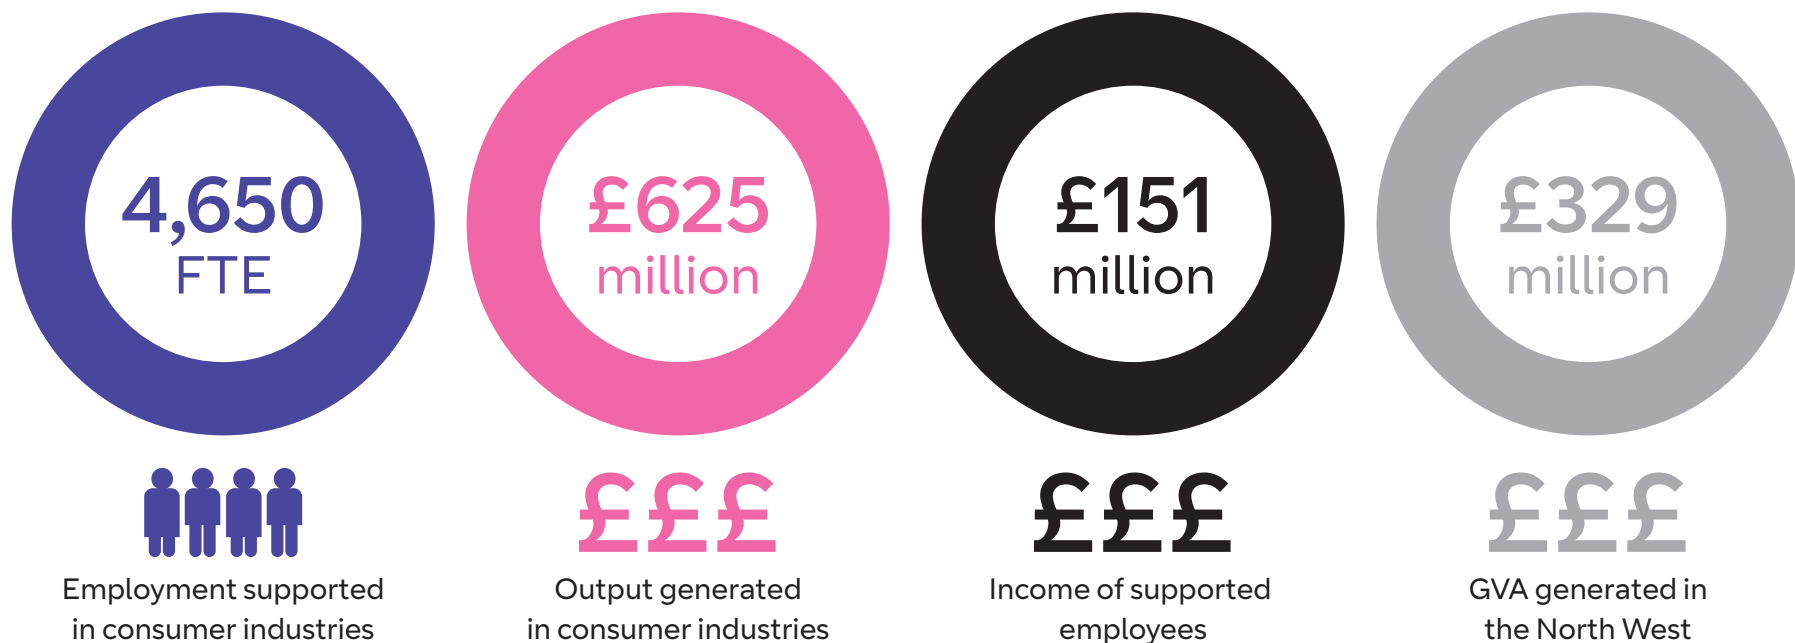 4,650
FTE
£££
Employment supported
in consumer industries
£625
million
£££
Output generated
in consumer industries
£151
million
£££
Income of supported
employees
£329
million
£££
GVA generated in
the North West